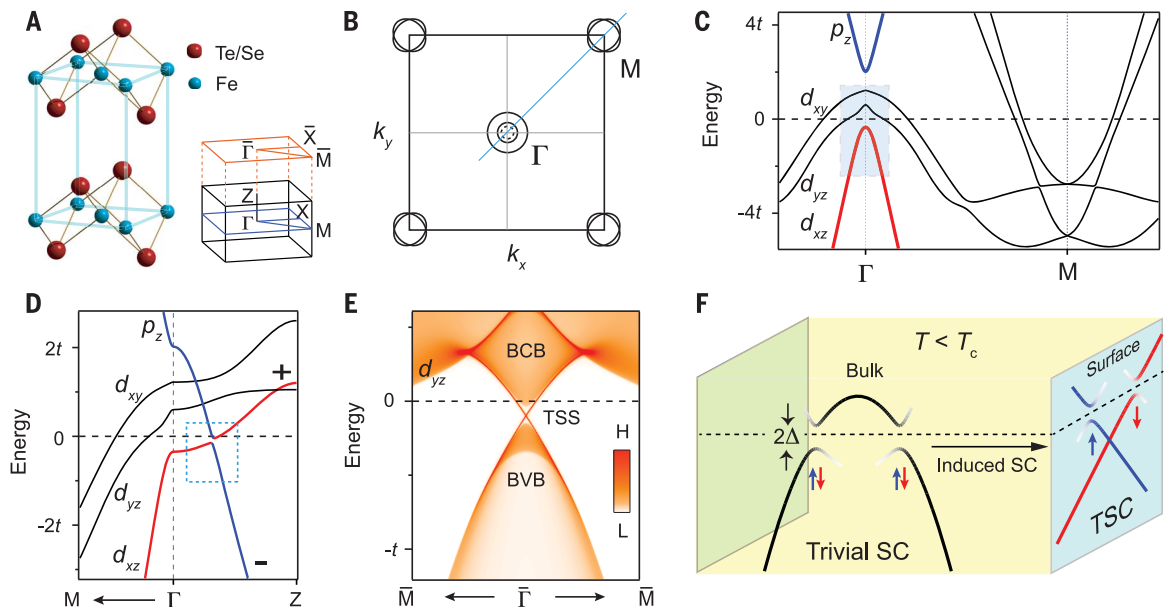 A
Te/Se
Fe
Γ̄
X̄
M̄
Z
Γ
X
M
B
M
k_y
Γ
k_x
C
4t
p_z
d_xy
0
Energy
d_yz
-4t
d_xz
Γ
M
D
p_z
2t
+
d_xy
0
Energy
d_yz
-2t
d_xz
-
M
Γ
Z
E
BCB
d_yz
0
TSS
Energy
H
BVB
L
-t
M̄
Γ̄
M̄
F
T < T_c
Surface
Bulk
2Δ
Induced SC
Trivial SC
TSC